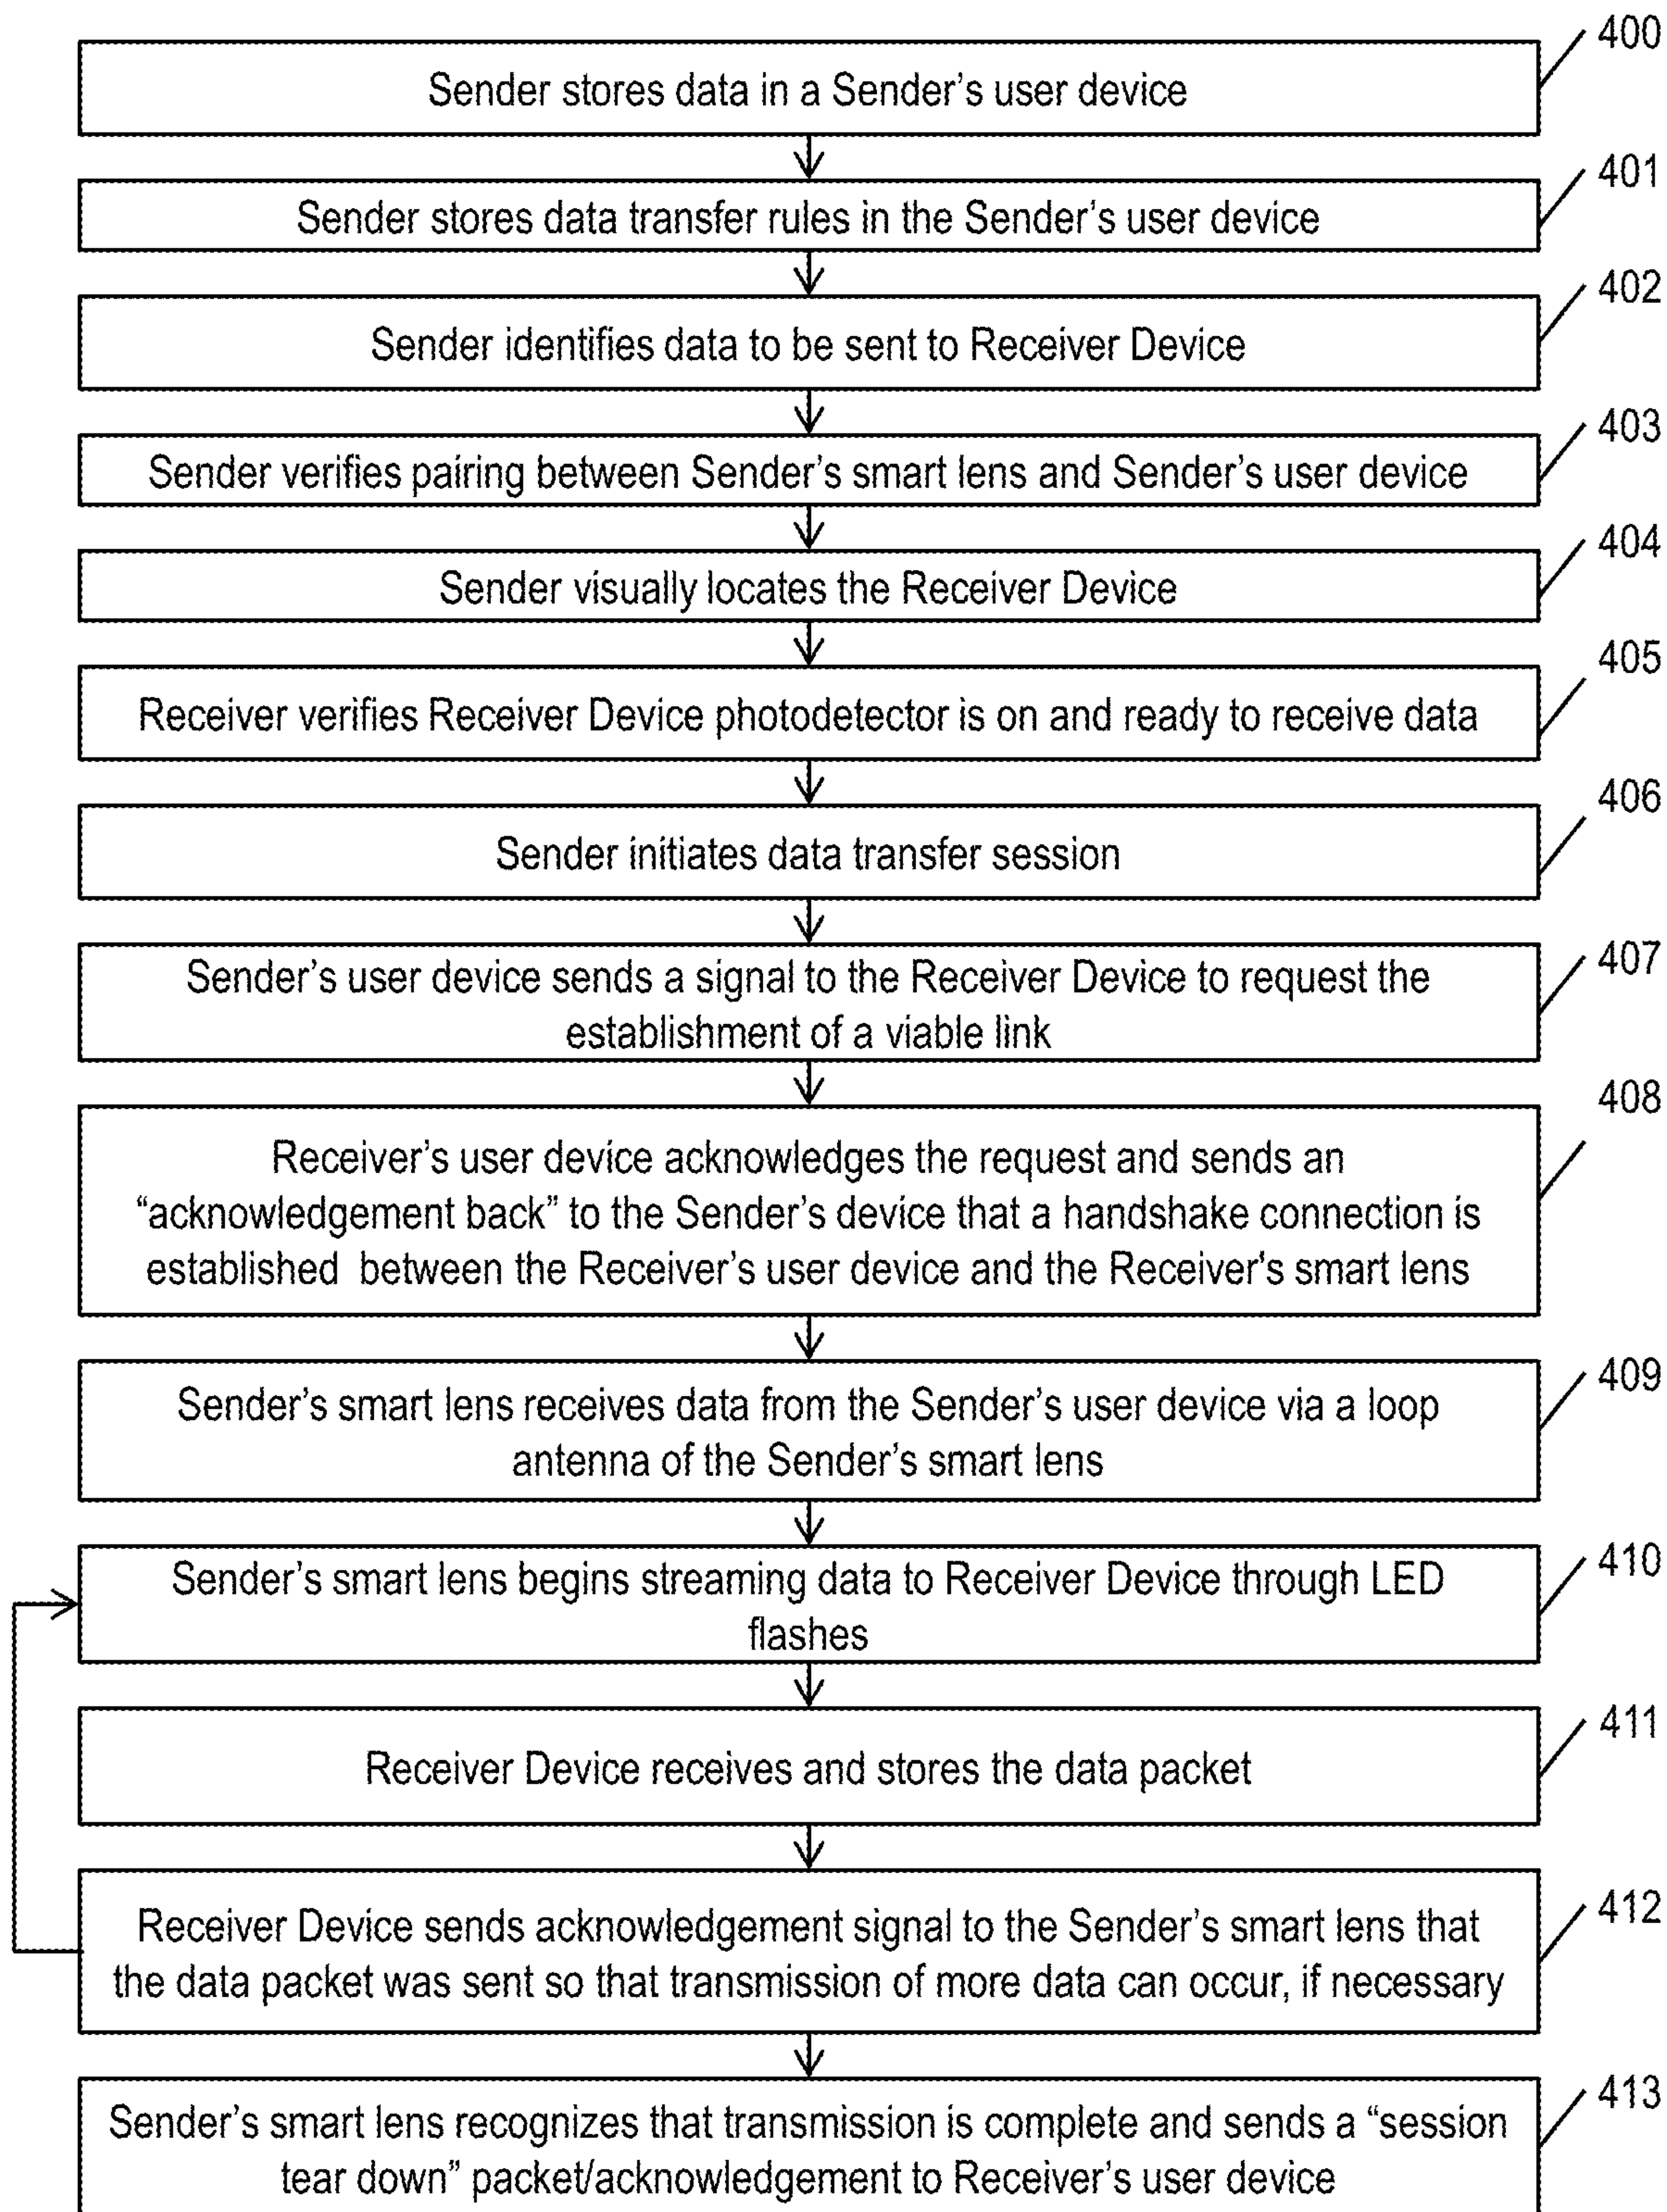 400
Sender stores data in a Sender's user device
401
Sender stores data transfer rules in the Sender's user device
402
Sender identifies data to be sent to Receiver Device
403
Sender verifies pairing between Sender's smart lens and Sender's user device
404
Sender visually locates the Receiver Device
405
Receiver verifies Receiver Device photodetector is on and ready to receive data
406
Sender initiates data transfer session
407
Sender's user device sends a signal to the Receiver Device to request the
establishment of a viable link
408
Receiver's user device acknowledges the request and sends an
“acknowledgement back” to the Sender's device that a handshake connection is
established between the Receiver's user device and the Receiver's smart lens
409
Sender's smart lens receives data from the Sender's user device via a loop
antenna of the Sender's smart lens
410
Sender's smart lens begins streaming data to Receiver Device through LED
flashes
411
Receiver Device receives and stores the data packet
412
Receiver Device sends acknowledgement signal to the Sender's smart lens that
the data packet was sent so that transmission of more data can occur, if necessary
413
Sender's smart lens recognizes that transmission is complete and sends a “session
tear down” packet/acknowledgement to Receiver's user device